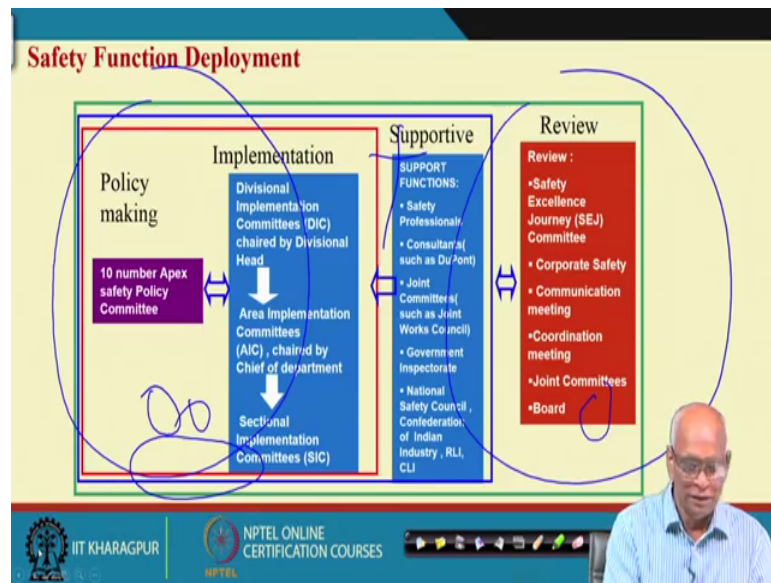 Safety Function Deployment
Policy
making
10 number Apex
safety Policy
Committee
Implementation
Divisional
Implementation
Committees (DIC)
chaired by Divisional
Head
Area Implementation
Committees
(AIC) , chaired by
Chief of department
Sectional
Implementation
Committees (SIC)
Supportive
SUPPORT
FUNCTIONS:
▪ Safety
Professionals
▪ Consultants(
such as DuPont)
▪ Joint
Committees(
such as Joint
Works Council)
▪ Government
Inspectorate
▪ National
Safety Council ,
Confederation
of Indian
Industry , RLI,
CLI
Review
Review :
▪Safety
Excellence
Journey (SEJ)
Committee
▪ Corporate Safety
▪ Communication
meeting
▪Coordination
meeting
▪Joint Committees
▪Board
IIT KHARAGPUR
NPTEL
NPTEL ONLINE
CERTIFICATION COURSES